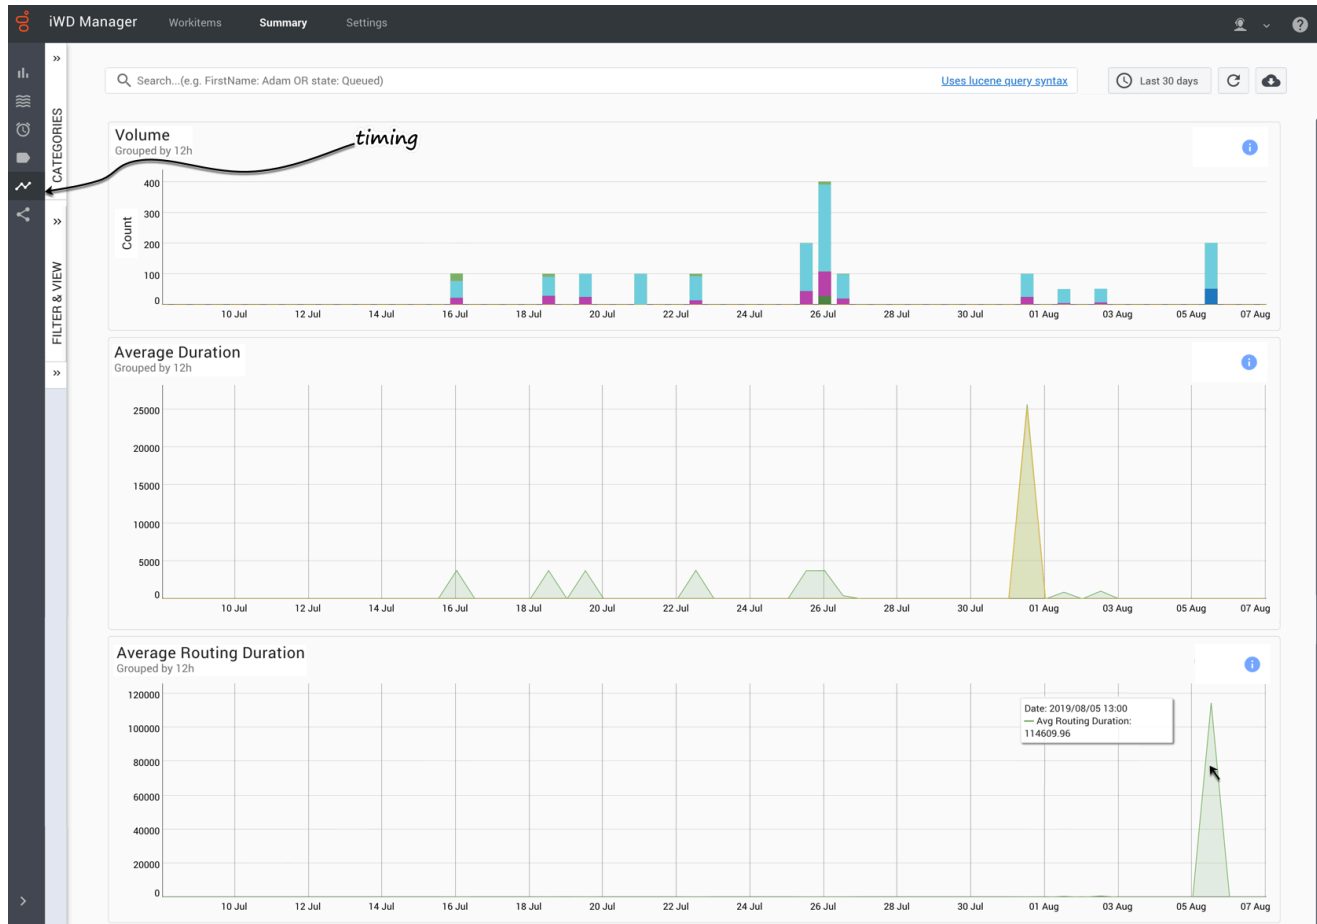 iWD Manager Workitems Summary Settings
Search...(e.g. FirstName: Adam OR state: Queued) Uses lucene query syntax Last 30 days
CATEGORIES
FILTER & VIEW
timing
Volume
Grouped by 12h
Count
400
300
200
100
0
10 Jul 12 Jul 14 Jul 16 Jul 18 Jul 20 Jul 22 Jul 24 Jul 26 Jul 28 Jul 30 Jul 01 Aug 03 Aug 05 Aug 07 Aug
Average Duration
Grouped by 12h
25000
20000
15000
10000
5000
0
10 Jul 12 Jul 14 Jul 16 Jul 18 Jul 20 Jul 22 Jul 24 Jul 26 Jul 28 Jul 30 Jul 01 Aug 03 Aug 05 Aug 07 Aug
Average Routing Duration
Grouped by 12h
120000
100000
80000
60000
40000
20000
0
Date: 2019/08/05 13:00
Avg Routing Duration:
114609.96
10 Jul 12 Jul 14 Jul 16 Jul 18 Jul 20 Jul 22 Jul 24 Jul 26 Jul 28 Jul 30 Jul 01 Aug 03 Aug 05 Aug 07 Aug